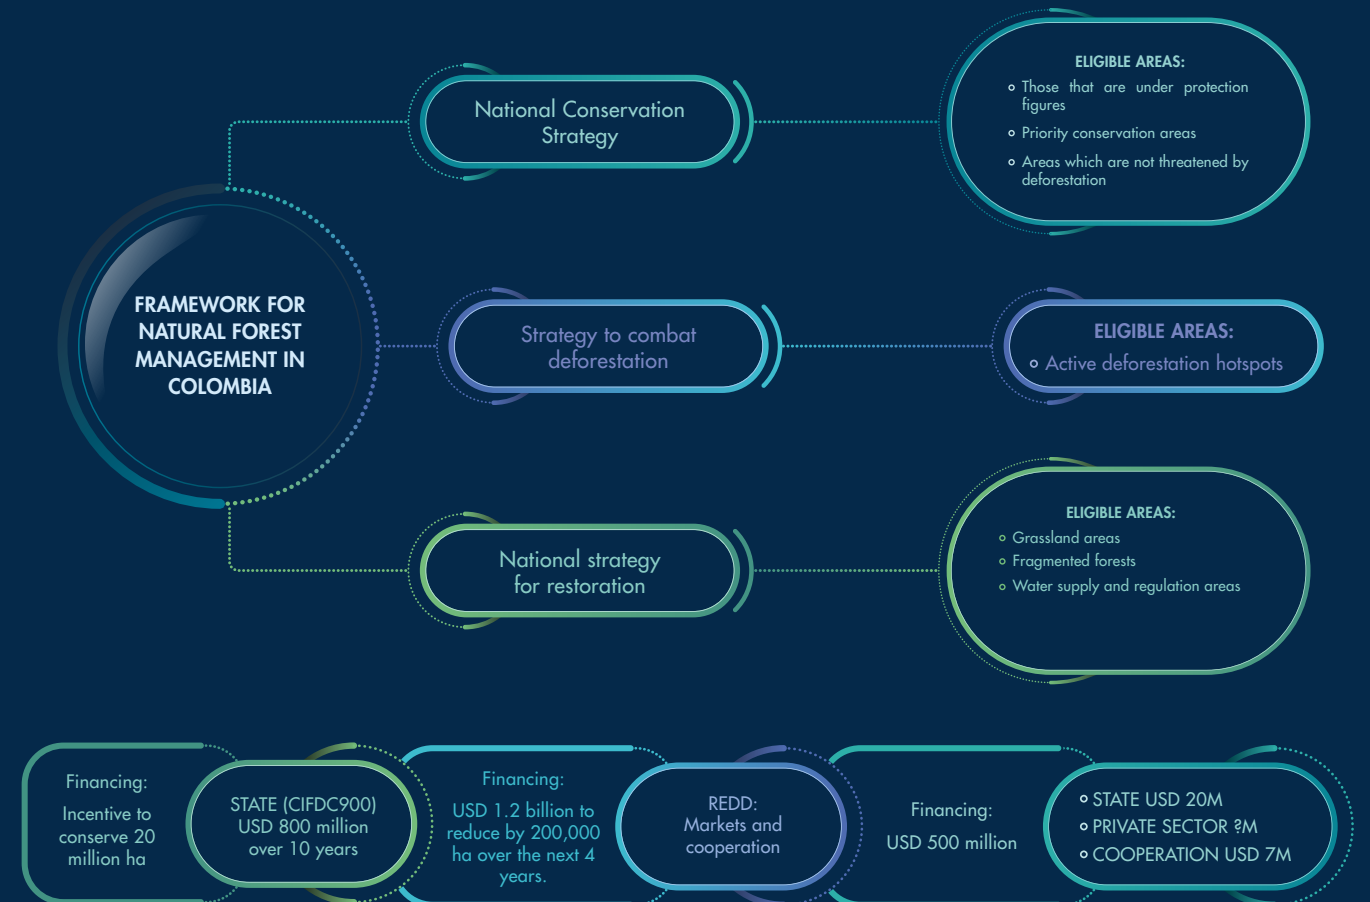 FRAMEWORK FOR
NATURAL FOREST
MANAGEMENT IN
COLOMBIA
National Conservation
Strategy
ELIGIBLE AREAS:
Those that are under protection
figures
Priority conservation areas
Areas which are not threatened by
deforestation
Strategy to combat
deforestation
ELIGIBLE AREAS:
Active deforestation hotspots
National strategy
for restoration
ELIGIBLE AREAS:
Grassland areas
Fragmented forests
Water supply and regulation areas
Financing:
Incentive to
conserve 20
million ha
STATE (CIFDC900)
USD 800 million
over 10 years
Financing:
USD 1.2 billion to
reduce by 200,000
ha over the next 4
years.
REDD:
Markets and
cooperation
Financing:
USD 500 million
STATE USD 20M
PRIVATE SECTOR ?M
COOPERATION USD 7M